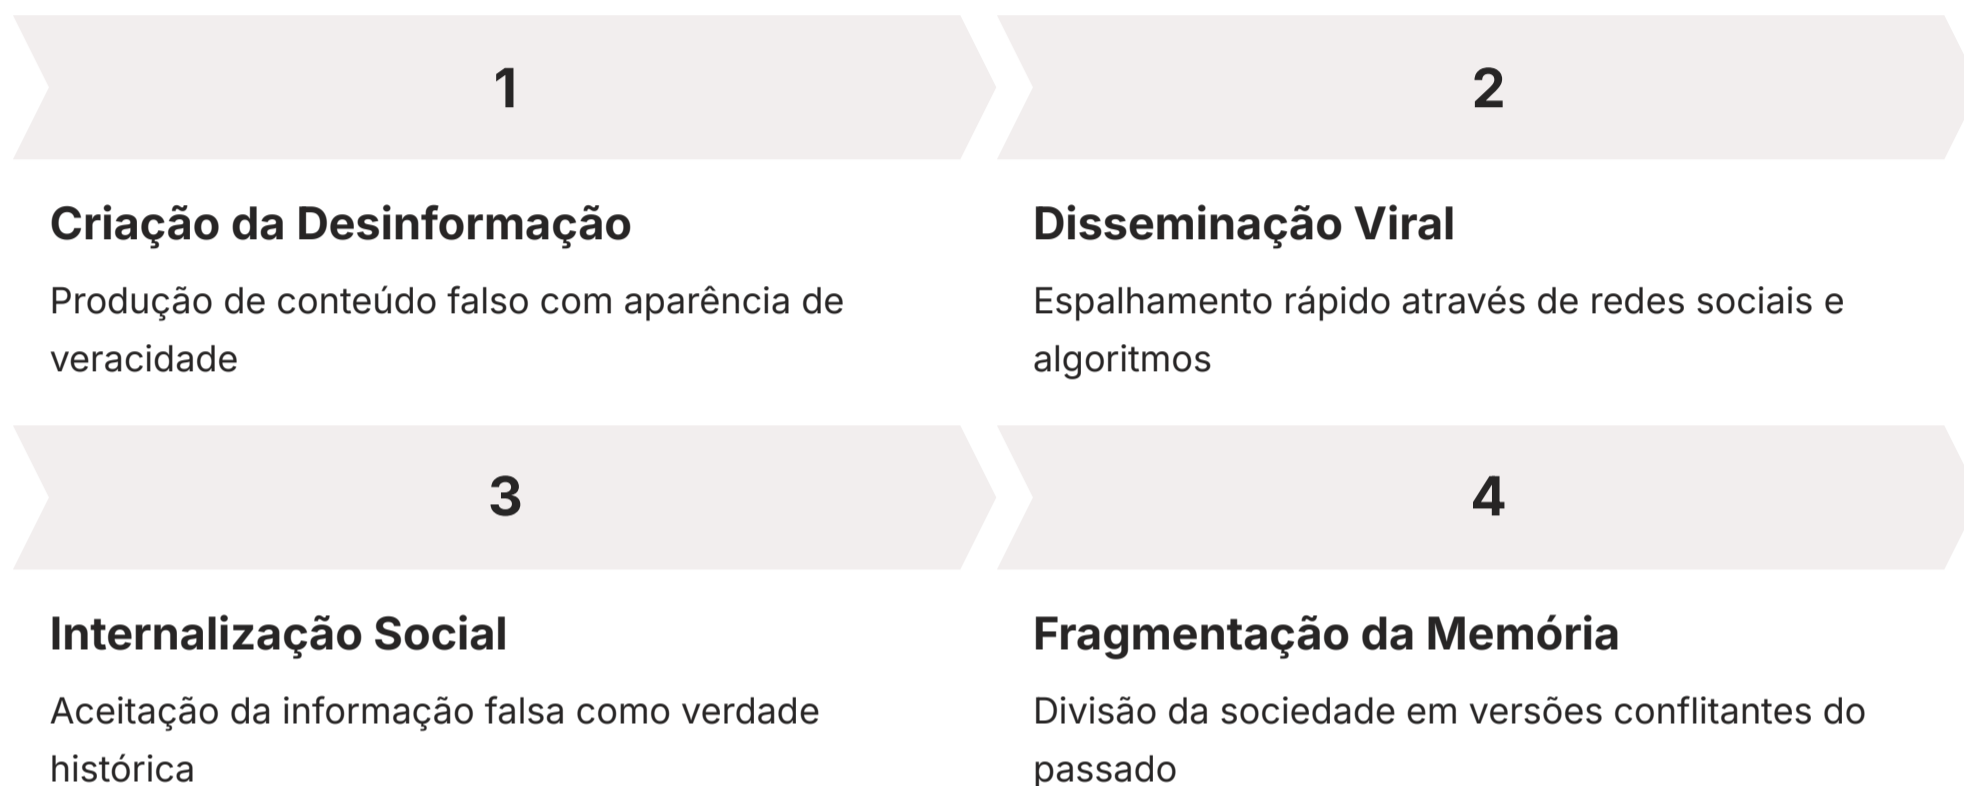 1
2
Criação da Desinformação
Produção de conteúdo falso com aparência de
veracidade
Disseminação Viral
Espalhamento rápido através de redes sociais e
algoritmos
3
4
Internalização Social
Aceitação da informação falsa como verdade
histórica
Fragmentação da Memória
Divisão da sociedade em versões conflitantes do
passado